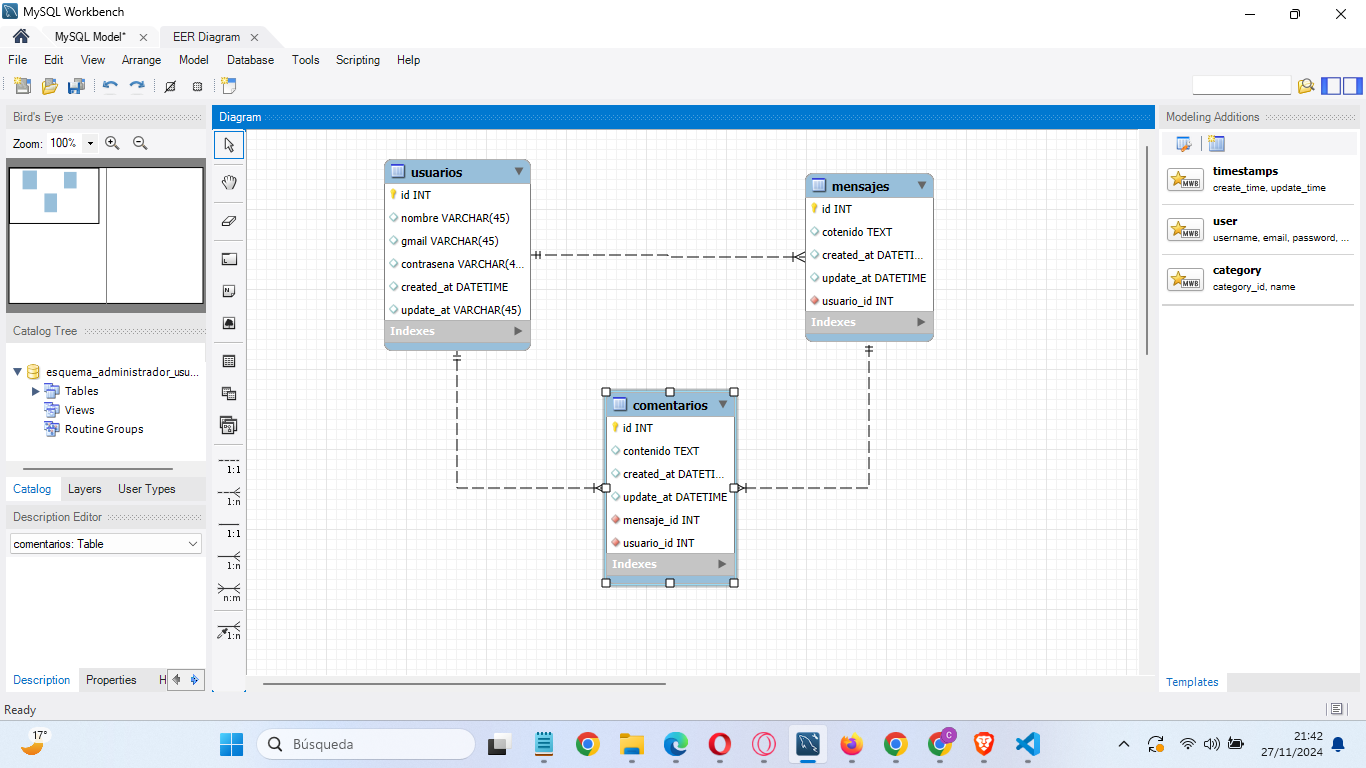 MySQL Workbench
MySQL Model*
EER Diagram
File Edit View Arrange Model Database Tools Scripting Help
Bird's Eye
Zoom: 100%
Catalog Tree
esquema_administrador_usu...
Tables
Views
Routine Groups
Catalog Layers User Types
Description Editor
comentarios: Table
Description Properties H
Ready
Diagram
1:1
1:n
1:1
1:n
n:m
1:n
usuarios
id INT
nombre VARCHAR(45)
gmail VARCHAR(45)
contrasena VARCHAR(4...
created_at DATETIME
update_at VARCHAR(45)
Indexes
mensajes
id INT
cotenido TEXT
created_at DATETI...
update_at DATETIME
usuario_id INT
Indexes
comentarios
id INT
contenido TEXT
created_at DATETI...
update_at DATETIME
mensaje_id INT
usuario_id INT
Indexes
Modeling Additions
MWB
timestamps
create_time, update_time
MWB
user
username, email, password, ...
MWB
category
category_id, name
Templates
17°
Búsqueda
C
21:42
27/11/2024